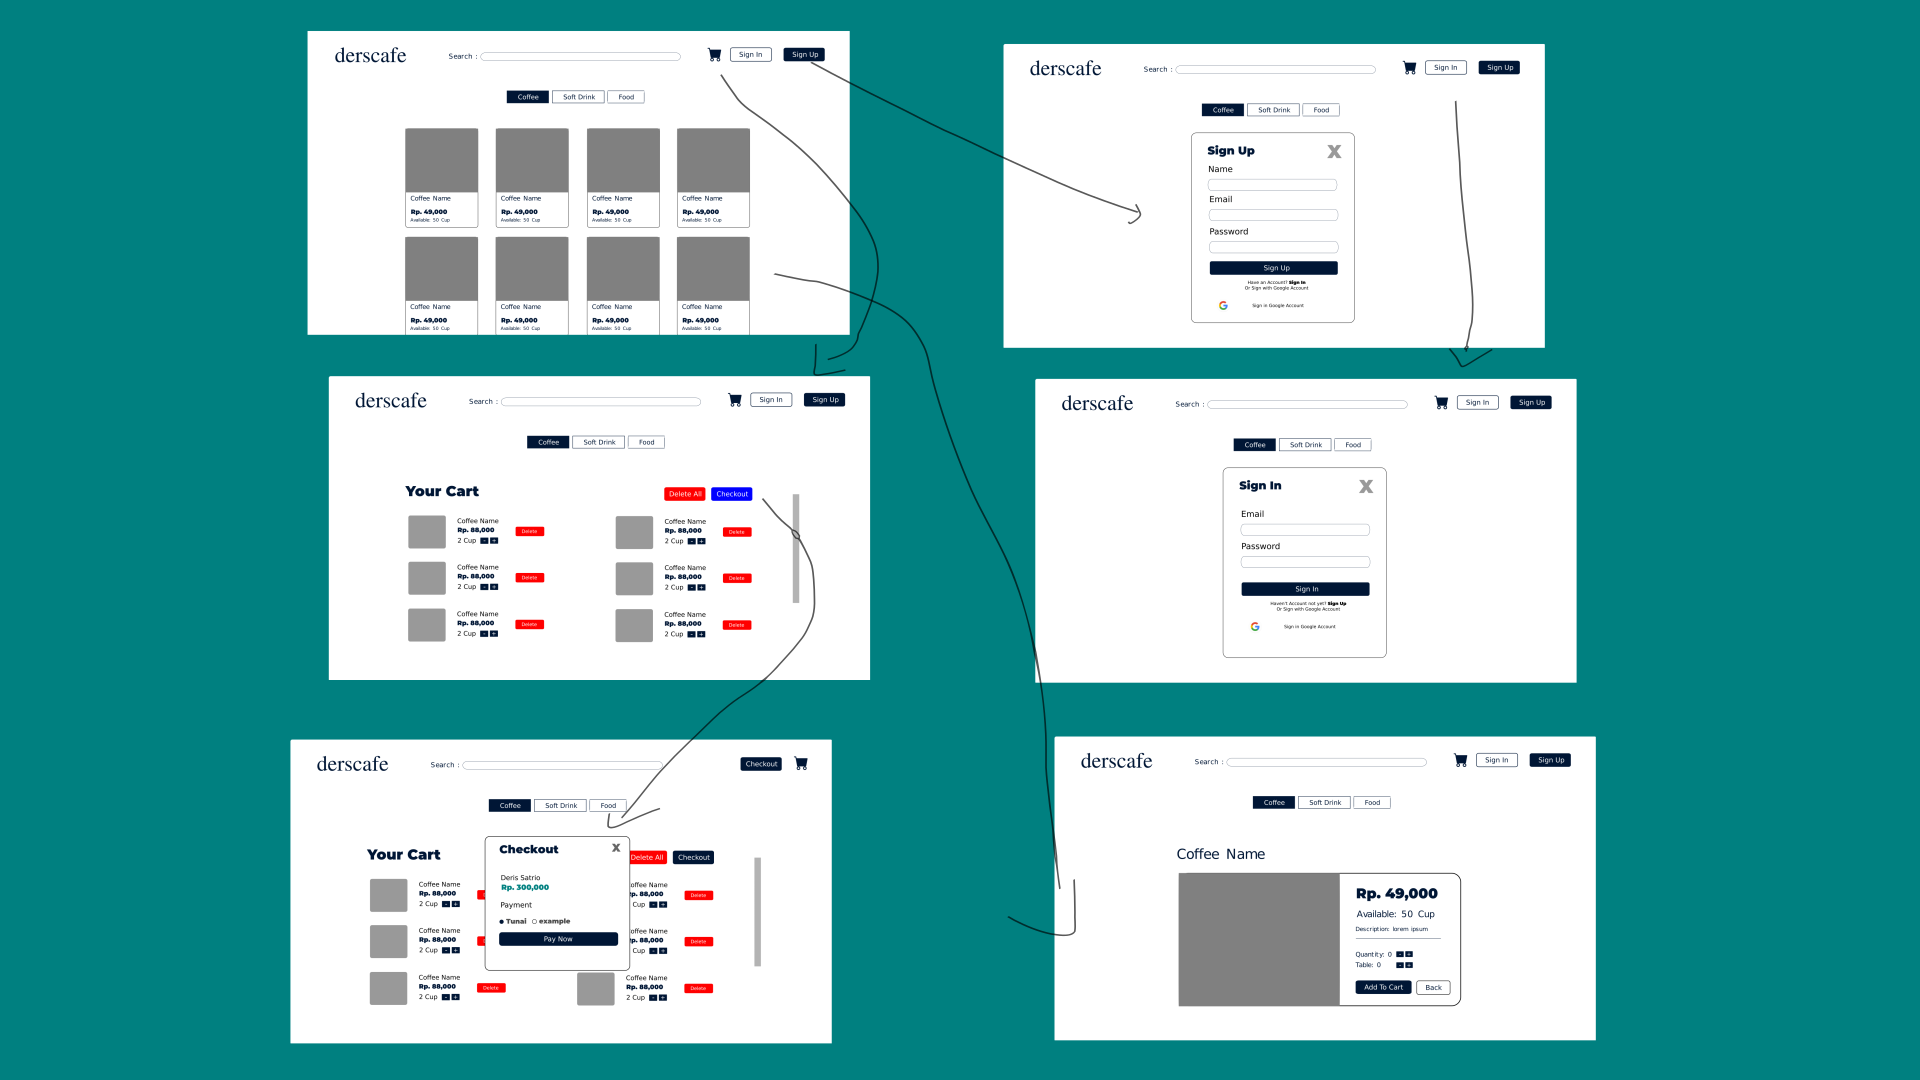 derscafe
Search :
Sign In
Sign Up
Coffee
Soft Drink
Food
Coffee Name
Coffee Name
Coffee Name
Coffee Name
Rp. 49,000
Rp. 49,000
Rp. 49,000
Rp. 49,000
Available: 50 Cup
Available: 50 Cup
Available: 50 Cup
Available: 50 Cup
Coffee Name
Coffee Name
Coffee Name
Coffee Name
Rp. 49,000
Rp. 49,000
Rp. 49,000
Rp. 49,000
Available: 50 Cup
Available: 50 Cup
Available: 50 Cup
Available: 50 Cup
derscafe
Search :
Sign In
Sign Up
Coffee
Soft Drink
Food
Sign Up
X
Name
Email
Password
Sign Up
Have an Account? Sign In
Or Sign with Google Account
Sign in Google Account
derscafe
Search :
Sign In
Sign Up
Coffee
Soft Drink
Food
Your Cart
Delete All
Checkout
Coffee Name
Rp. 88,000
2 Cup - +
Delete
Coffee Name
Rp. 88,000
2 Cup - +
Delete
Coffee Name
Rp. 88,000
2 Cup - +
Delete
Coffee Name
Rp. 88,000
2 Cup - +
Delete
Coffee Name
Rp. 88,000
2 Cup - +
Delete
Coffee Name
Rp. 88,000
2 Cup - +
Delete
derscafe
Search :
Sign In
Sign Up
Coffee
Soft Drink
Food
Sign In
X
Email
Password
Sign In
Haven't Account not yet? Sign Up
Or Sign with Google Account
Sign in Google Account
derscafe
Search :
Checkout
Coffee
Soft Drink
Food
Your Cart
Delete All
Checkout
Coffee Name
Rp. 88,000
2 Cup - +
offee Name
p. 88,000
Cup - +
Delete
Coffee Name
Rp. 88,000
2 Cup - +
offee Name
p. 88,000
Cup - +
Delete
Coffee Name
Rp. 88,000
2 Cup - +
Delete
Coffee Name
Rp. 88,000
2 Cup - +
Delete
Checkout
X
Deris Satrio
Rp. 300,000
Payment
Tunai
example
Pay Now
derscafe
Search :
Sign In
Sign Up
Coffee
Soft Drink
Food
Coffee Name
Rp. 49,000
Available: 50 Cup
Description: lorem ipsum
Quantity: 0 - +
Table: 0 - +
Add To Cart
Back